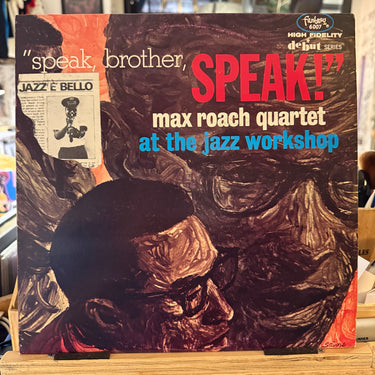 fantasy
6007
HIGH FIDELITY
debut SERIES
"speak, brother,
SPEAK!"
JAZZ È BELLO
max roach quartet
at the jazz workshop